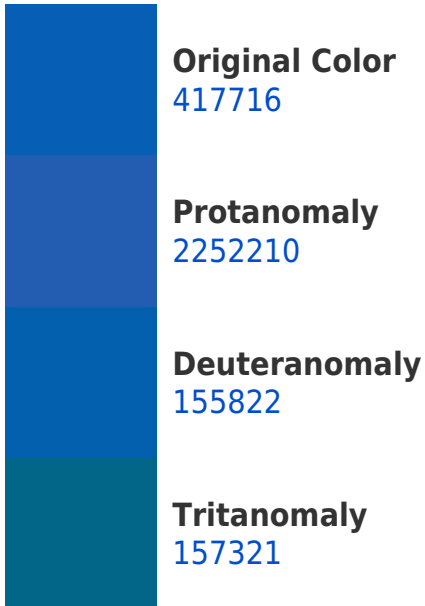 Original Color
417716
Protanomaly
2252210
Deuteranomaly
155822
Tritanomaly
157321